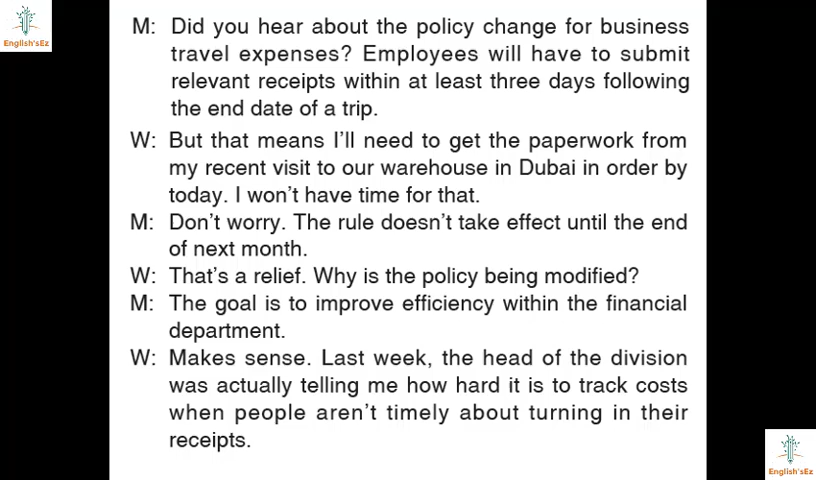 English'sEz
M: Did you hear about the policy change for business
travel expenses? Employees will have to submit
relevant receipts within at least three days following
the end date of a trip.
W: But that means I'll need to get the paperwork from
my recent visit to our warehouse in Dubai in order by
today. I won't have time for that.
M: Don't worry. The rule doesn't take effect until the end
of next month.
W: That's a relief. Why is the policy being modified?
M: The goal is to improve efficiency within the financial
department.
W: Makes sense. Last week, the head of the division
was actually telling me how hard it is to track costs
when people aren't timely about turning in their
receipts.
English'sEz